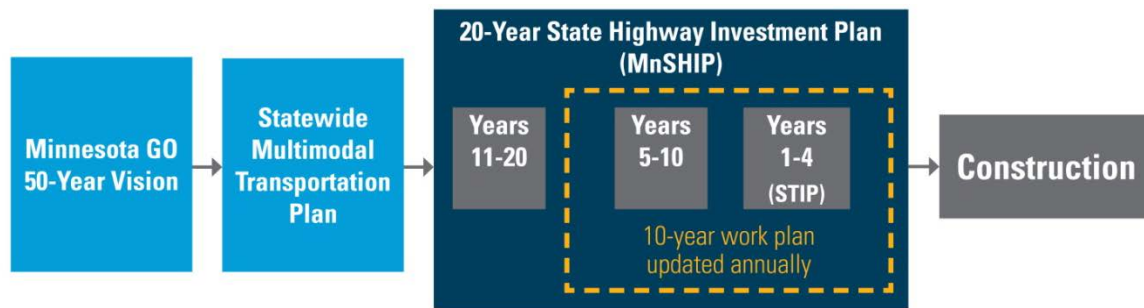 Minnesota GO
50-Year Vision
Statewide
Multimodal
Transportation
Plan
20-Year State Highway Investment Plan
(MnSHIP)
Years
11-20
Years
5-10
Years
1-4
(STIP)
10-year work plan
updated annually
Construction